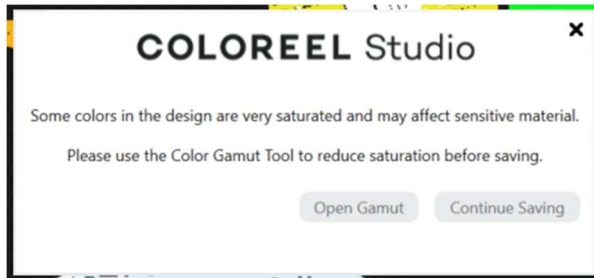 COLOREEL Studio
Some colors in the design are very saturated and may affect sensitive material.
Please use the Color Gamut Tool to reduce saturation before saving.
Open Gamut Continue Saving